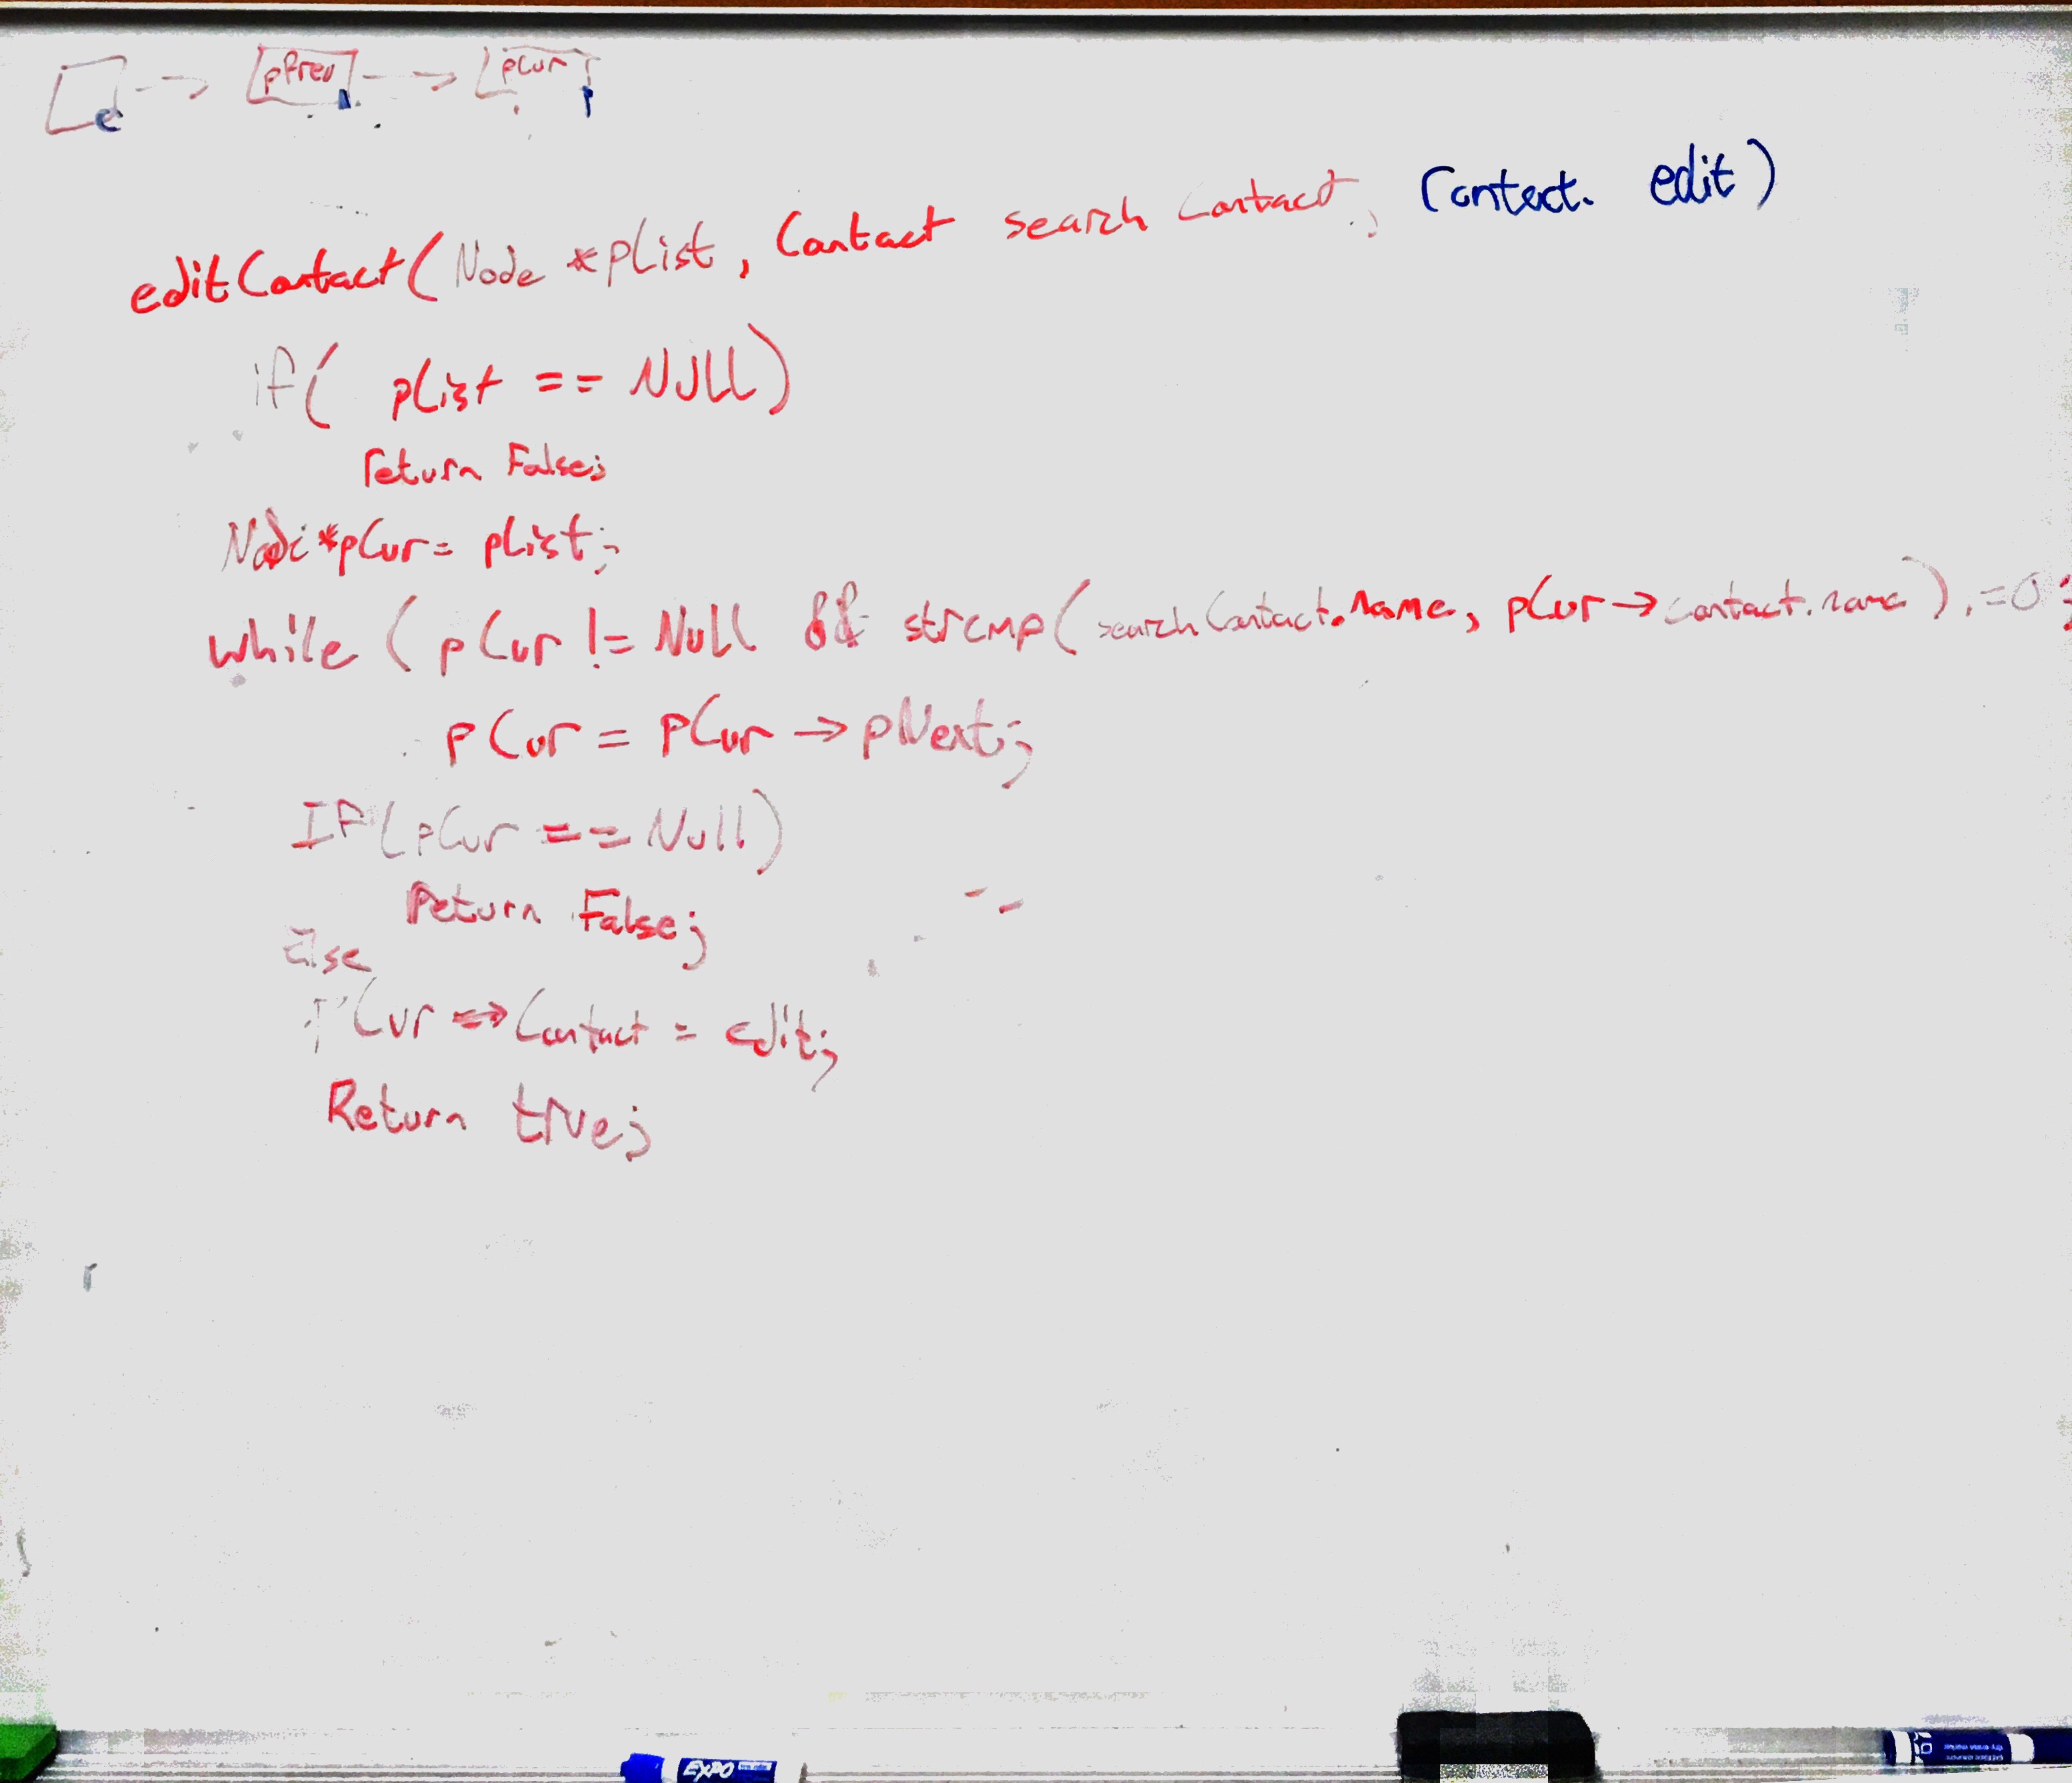 pPrev pCur
editContact(Node *pList, Contact searchContact, Contact. edit)
if( pList == NULL)
return False;
Node *pCur = pList;
while ( pCur != Null && strcmp(searchContact.name, pCur → contact.name) != 0
pCur = pCur → pNext;
IF(pCur == Null)
Return False;
Else
pCur → Contact = edit;
Return true;
EXPO